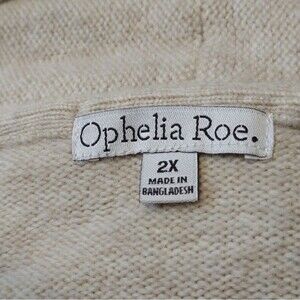 Ophelia Roe.
2X
MADE IN
BANGLADESH